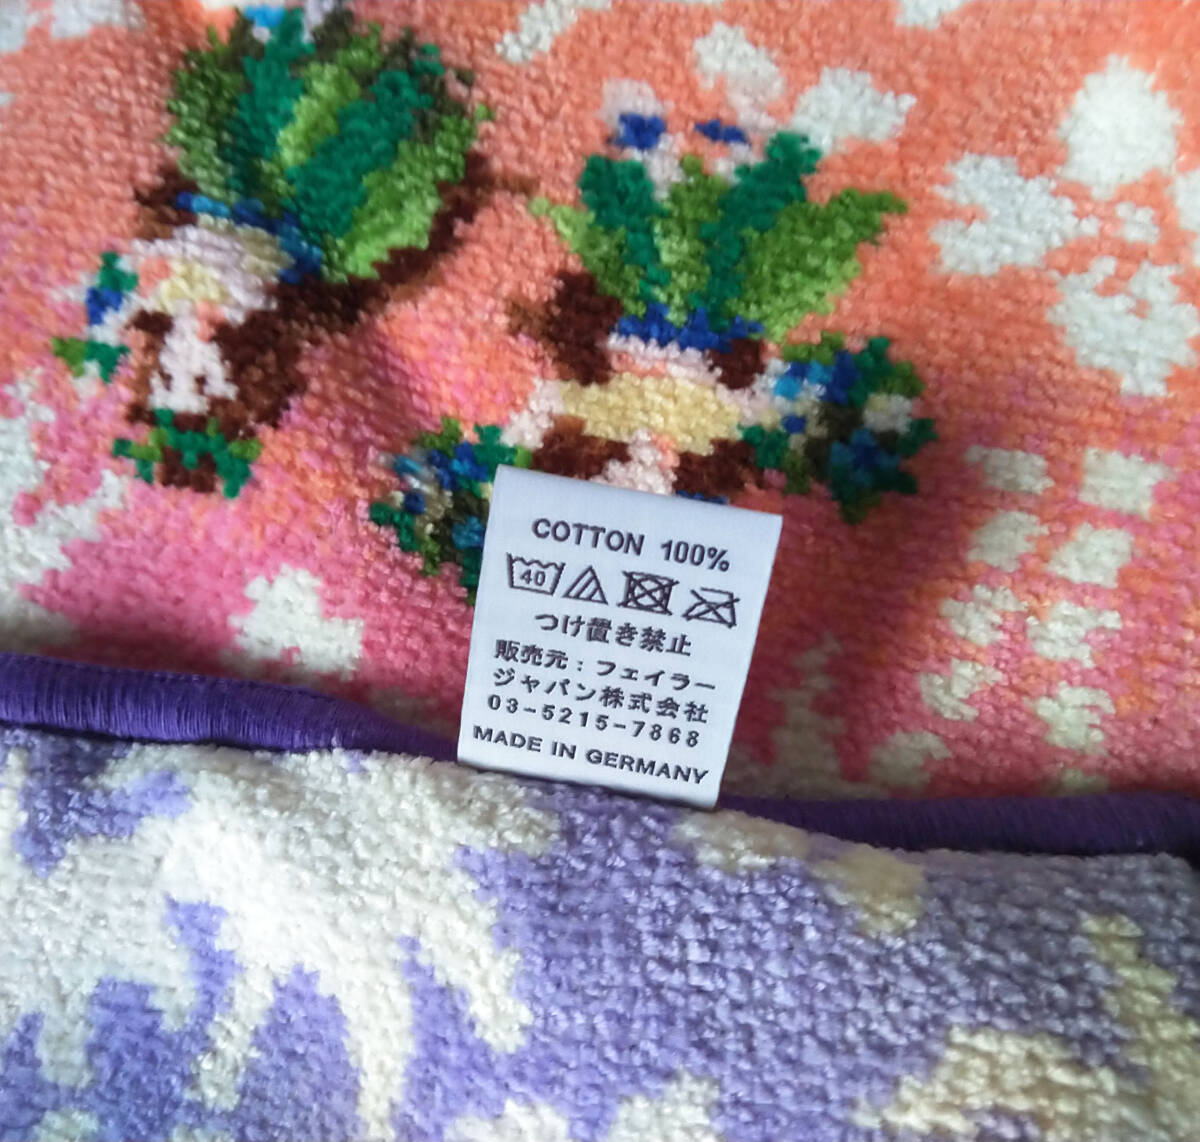 COTTON 100%
40
つけ置き禁止
販売元：フェイラー
ジャパン株式会社
03-5215-7868
MADE IN GERMANY